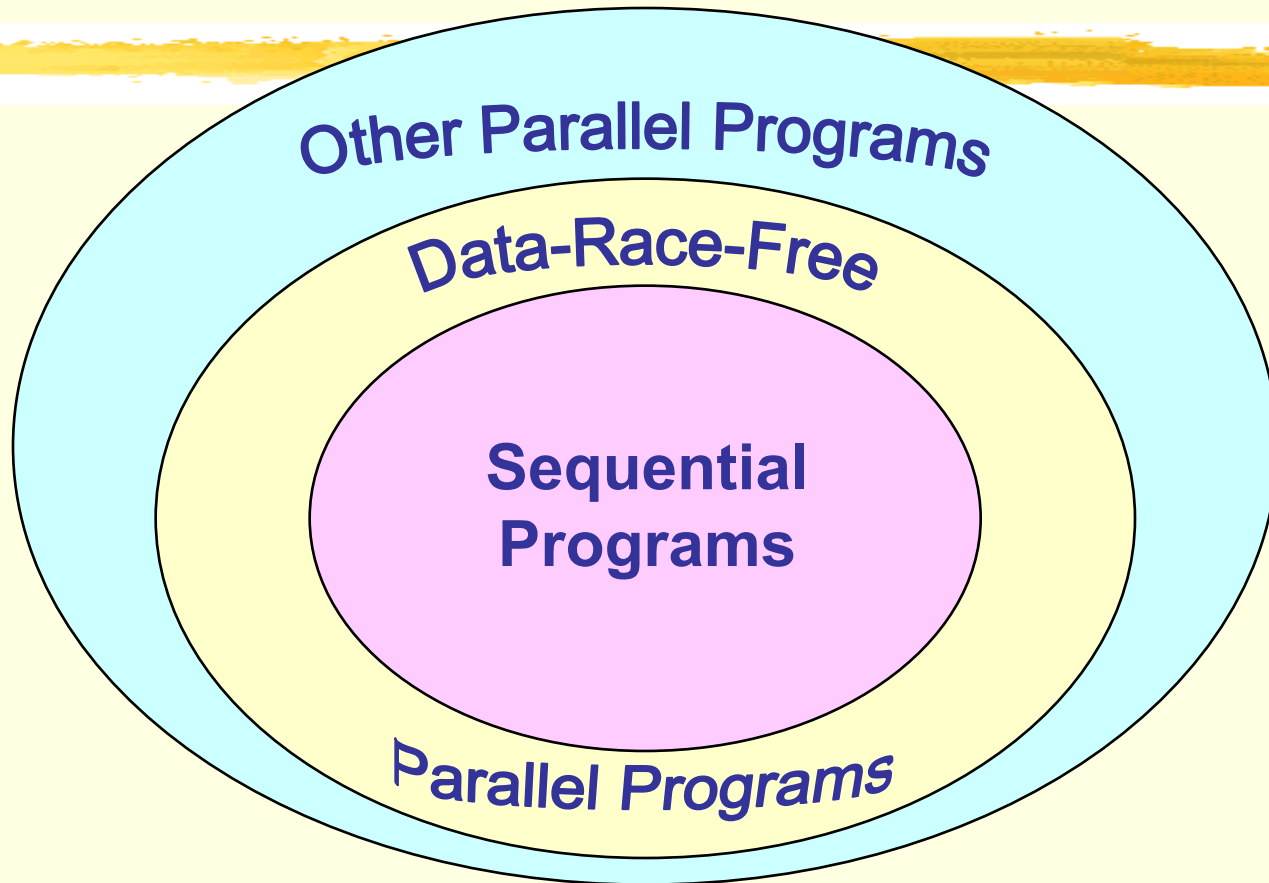 Other Parallel Programs
Data-Race-Free
Sequential
Programs
Parallel Programs